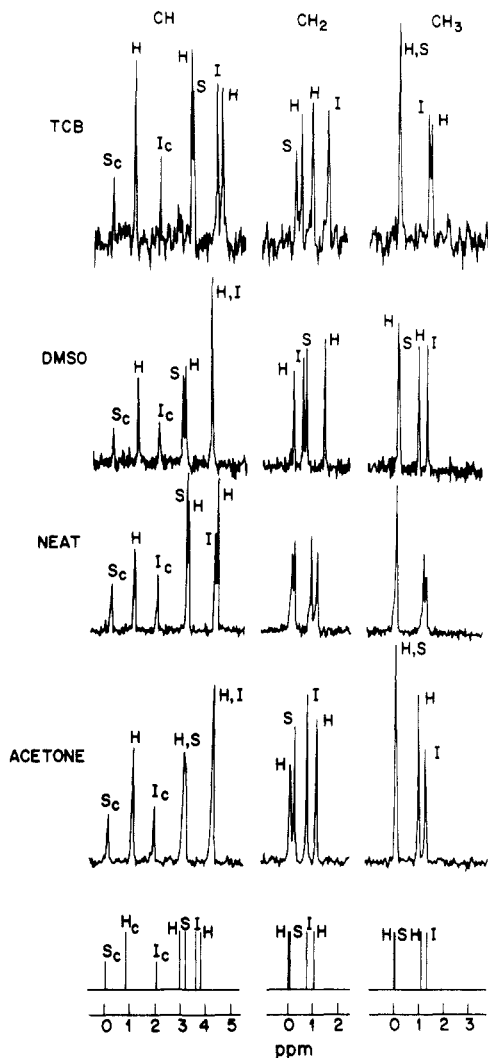 CH CH₂ CH₃
TCB
Sc H Ic H S I H
S H H I
H,S I H
DMSO
Sc H Ic S H H,I
H I S H
H S H I
NEAT
Sc H Ic S H I H
ACETONE
Sc H Ic H,S H,I
H S I H
H,S H I
Sc Hc Ic H S I H
H S I H
H S H I
0 1 2 3 4 5 0 1 2 0 1 2 3
ppm